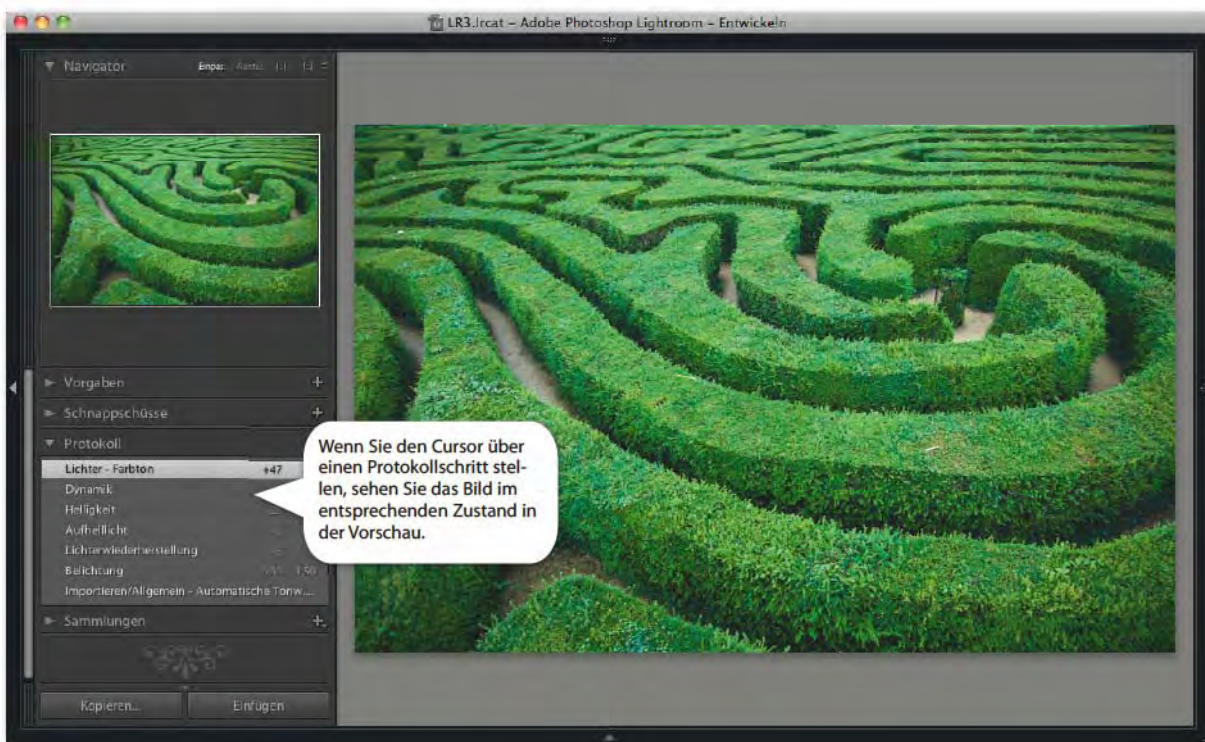 LR3.lrcat – Adobe Photoshop Lightroom – Entwickeln
Navigator
Vorgaben +
Schnappschüsse +
Protokoll
Lichter - Farbton +47
Dynamik
Helligkeit
Aufhelllicht
Lichterwiederherstellung
Belichtung
Importieren/Allgemein - Automatische Tonw....
Wenn Sie den Cursor über
einen Protokollschritt stel-
len, sehen Sie das Bild im
entsprechenden Zustand in
der Vorschau.
Sammlungen +
Kopieren... Einfügen